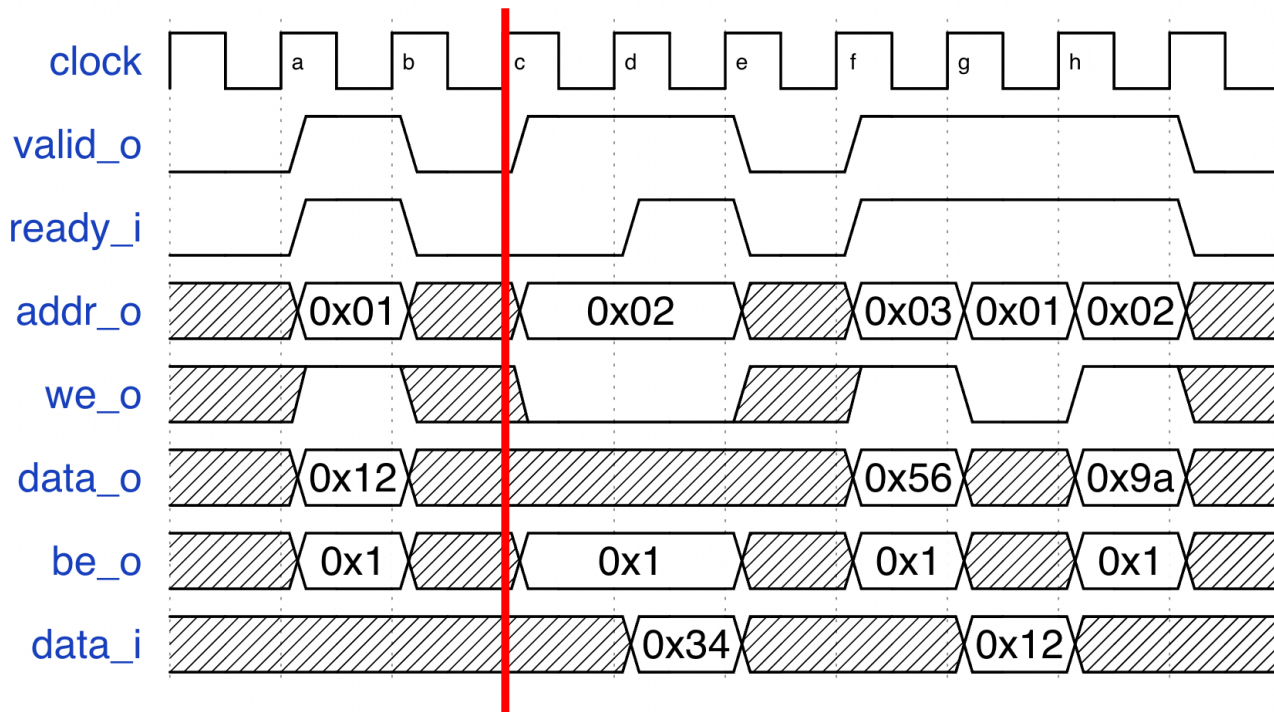 clock a b c d e f g h
valid_o
ready_i
addr_o 0x01 0x02 0x03 0x01 0x02
we_o
data_o 0x12 0x56 0x9a
be_o 0x1 0x1 0x1 0x1
data_i 0x34 0x12